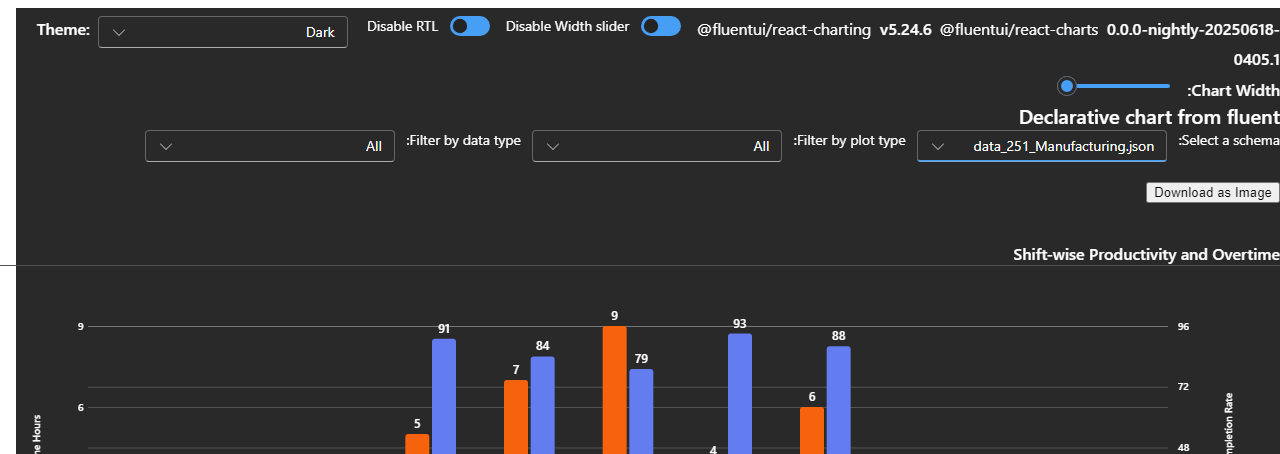 Theme: Dark Disable RTL Disable Width slider @fluentui/react-charting v5.24.6 @fluentui/react-charts 0.0.0-nightly-20250618-
0405.1
:Chart Width
Declarative chart from fluent
:Select a schema data_251_Manufacturing.json :Filter by plot type All :Filter by data type All
Download as Image
Shift-wise Productivity and Overtime
9 96
91 84 79 93 88
5 7 9 4 6
72
6
48
Hours
Rate